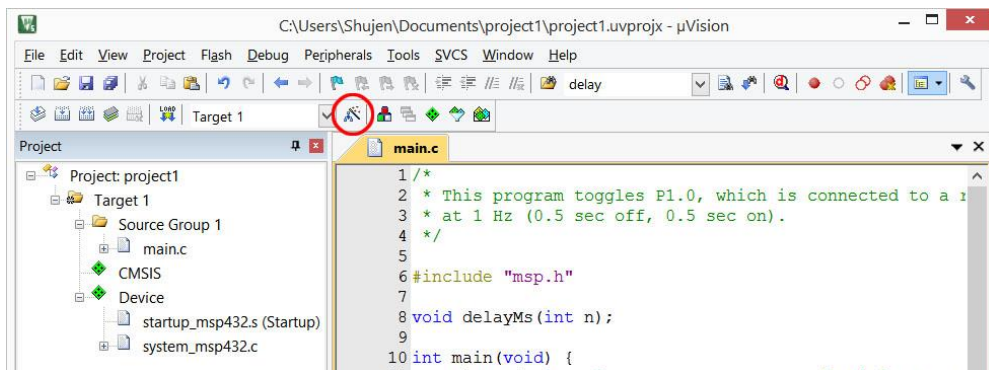 C:\Users\Shujen\Documents\project1\project1.uvprojx - µVision
File Edit View Project Flash Debug Peripherals Tools SVCS Window Help
delay
LOAD
Target 1
Project
main.c
Project: project1
Target 1
Source Group 1
main.c
CMSIS
Device
startup_msp432.s (Startup)
system_msp432.c
1 /*
2 * This program toggles P1.0, which is connected to a
3 * at 1 Hz (0.5 sec off, 0.5 sec on).
4 */
5
6 #include "msp.h"
7
8 void delayMs(int n);
9
10 int main(void) {